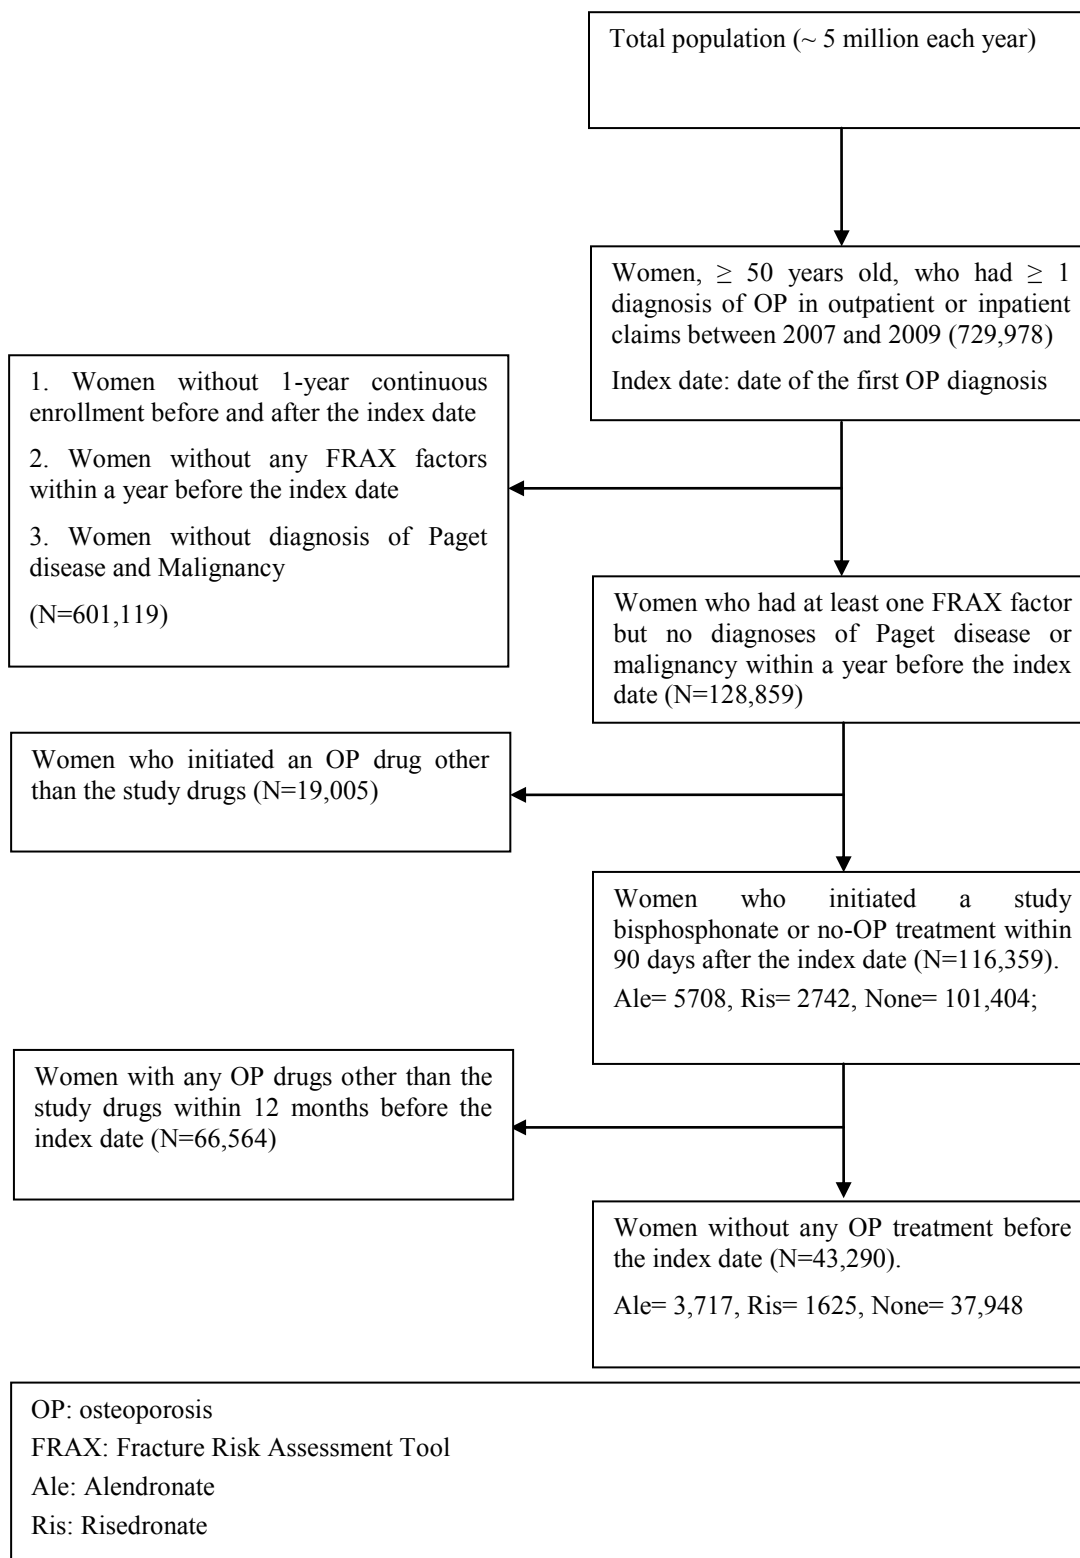 Total population (~ 5 million each year)
Women, ≥ 50 years old, who had ≥ 1
diagnosis of OP in outpatient or inpatient
claims between 2007 and 2009 (729,978)
Index date: date of the first OP diagnosis
1. Women without 1-year continuous
enrollment before and after the index date
2. Women without any FRAX factors
within a year before the index date
3. Women without diagnosis of Paget
disease and Malignancy
(N=601,119)
Women who had at least one FRAX factor
but no diagnoses of Paget disease or
malignancy within a year before the index
date (N=128,859)
Women who initiated an OP drug other
than the study drugs (N=19,005)
Women who initiated a study
bisphosphonate or no-OP treatment within
90 days after the index date (N=116,359).
Ale= 5708, Ris= 2742, None= 101,404;
Women with any OP drugs other than the
study drugs within 12 months before the
index date (N=66,564)
Women without any OP treatment before
the index date (N=43,290).
Ale= 3,717, Ris= 1625, None= 37,948
OP: osteoporosis
FRAX: Fracture Risk Assessment Tool
Ale: Alendronate
Ris: Risedronate